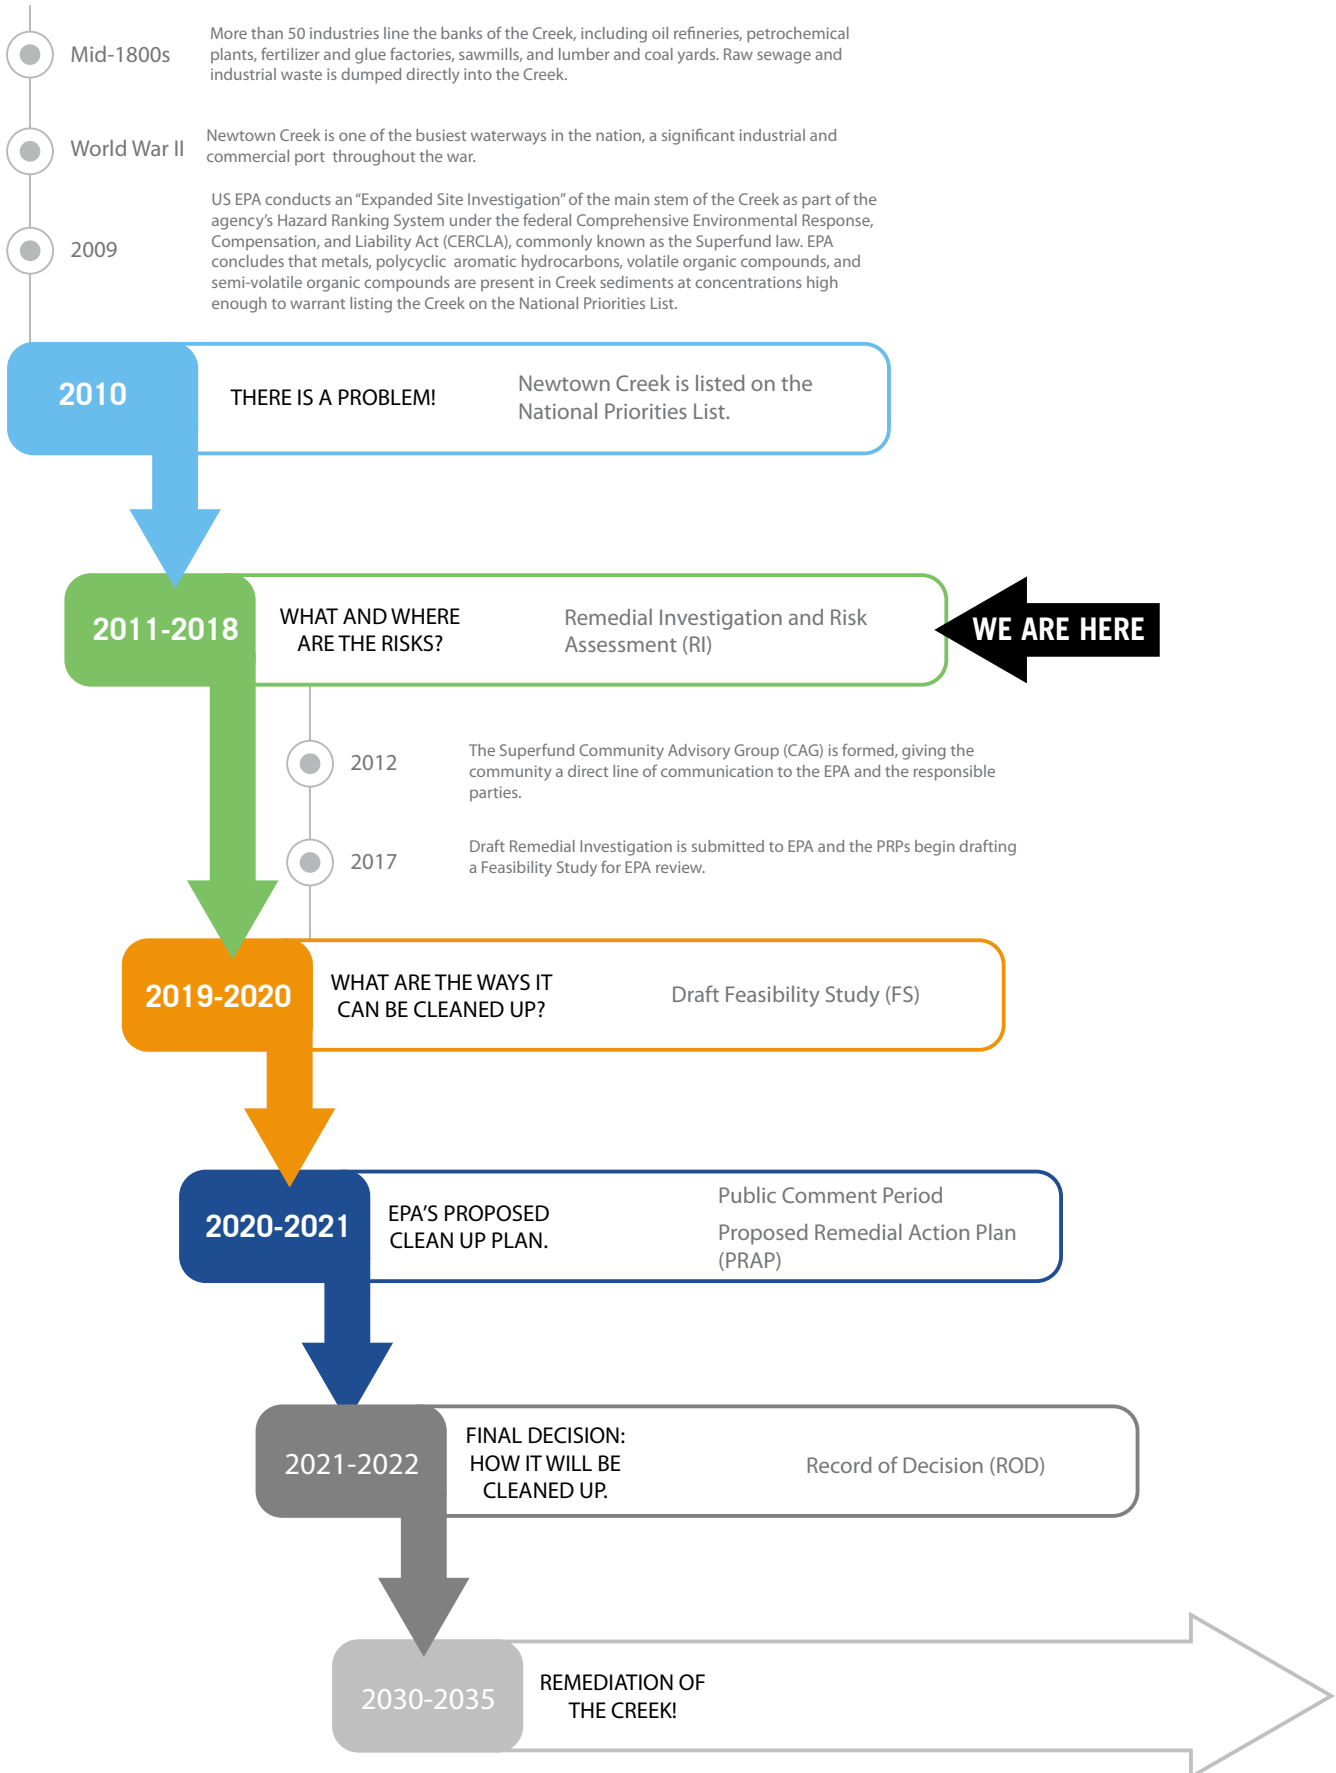 Mid-1800s
More than 50 industries line the banks of the Creek, including oil refineries, petrochemical
plants, fertilizer and glue factories, sawmills, and lumber and coal yards. Raw sewage and
industrial waste is dumped directly into the Creek.
World War II
Newtown Creek is one of the busiest waterways in the nation, a significant industrial and
commercial port throughout the war.
2009
US EPA conducts an “Expanded Site Investigation” of the main stem of the Creek as part of the
agency’s Hazard Ranking System under the federal Comprehensive Environmental Response,
Compensation, and Liability Act (CERCLA), commonly known as the Superfund law. EPA
concludes that metals, polycyclic aromatic hydrocarbons, volatile organic compounds, and
semi-volatile organic compounds are present in Creek sediments at concentrations high
enough to warrant listing the Creek on the National Priorities List.
2010
THERE IS A PROBLEM!
Newtown Creek is listed on the
National Priorities List.
2011-2018
WHAT AND WHERE
ARE THE RISKS?
Remedial Investigation and Risk
Assessment (RI)
WE ARE HERE
2012
The Superfund Community Advisory Group (CAG) is formed, giving the
community a direct line of communication to the EPA and the responsible
parties.
2017
Draft Remedial Investigation is submitted to EPA and the PRPs begin drafting
a Feasibility Study for EPA review.
2019-2020
WHAT ARE THE WAYS IT
CAN BE CLEANED UP?
Draft Feasibility Study (FS)
2020-2021
EPA’S PROPOSED
CLEAN UP PLAN.
Public Comment Period
Proposed Remedial Action Plan
(PRAP)
2021-2022
FINAL DECISION:
HOW IT WILL BE
CLEANED UP.
Record of Decision (ROD)
2030-2035
REMEDIATION OF
THE CREEK!